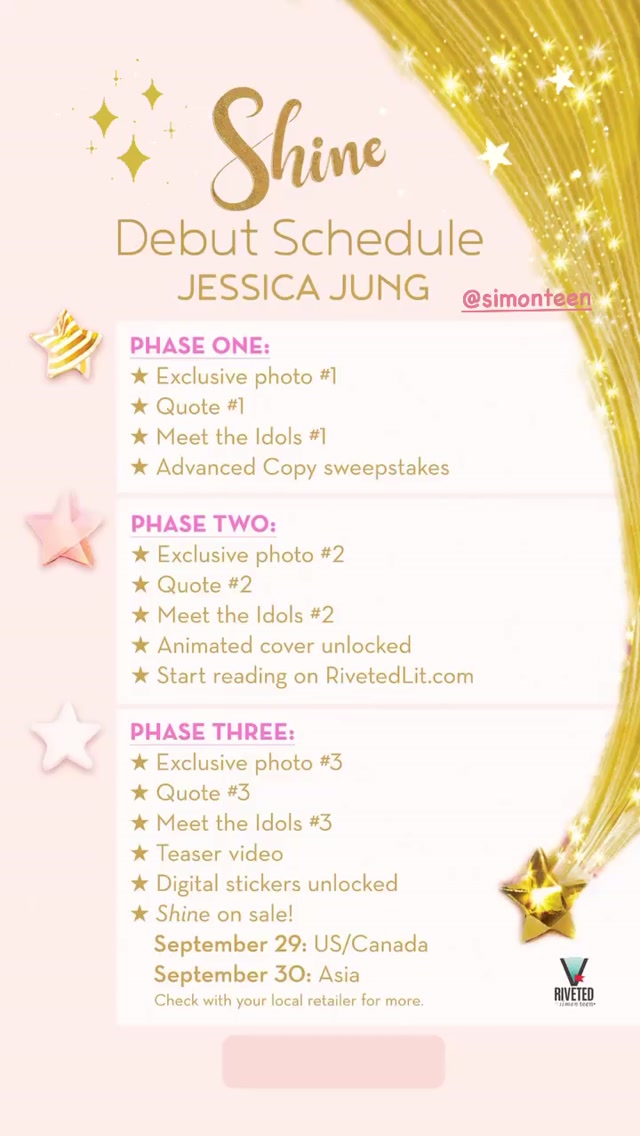 Shine
Debut Schedule
JESSICA JUNG
@simonteen
PHASE ONE:
★ Exclusive photo #1
★ Quote #1
★ Meet the Idols #1
★ Advanced Copy sweepstakes
PHASE TWO:
★ Exclusive photo #2
★ Quote #2
★ Meet the Idols #2
★ Animated cover unlocked
★ Start reading on RivetedLit.com
PHASE THREE:
★ Exclusive photo #3
★ Quote #3
★ Meet the Idols #3
★ Teaser video
★ Digital stickers unlocked
★ Shine on sale!
September 29: US/Canada
September 30: Asia
Check with your local retailer for more.
RIVETED
simon teen